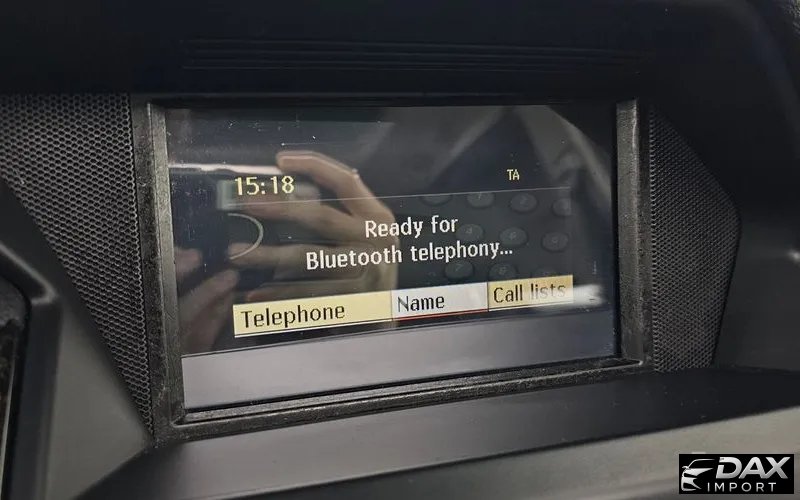 15:18
TA
Ready for
Bluetooth telephony...
Telephone Name Call lists
DAX
IMPORT